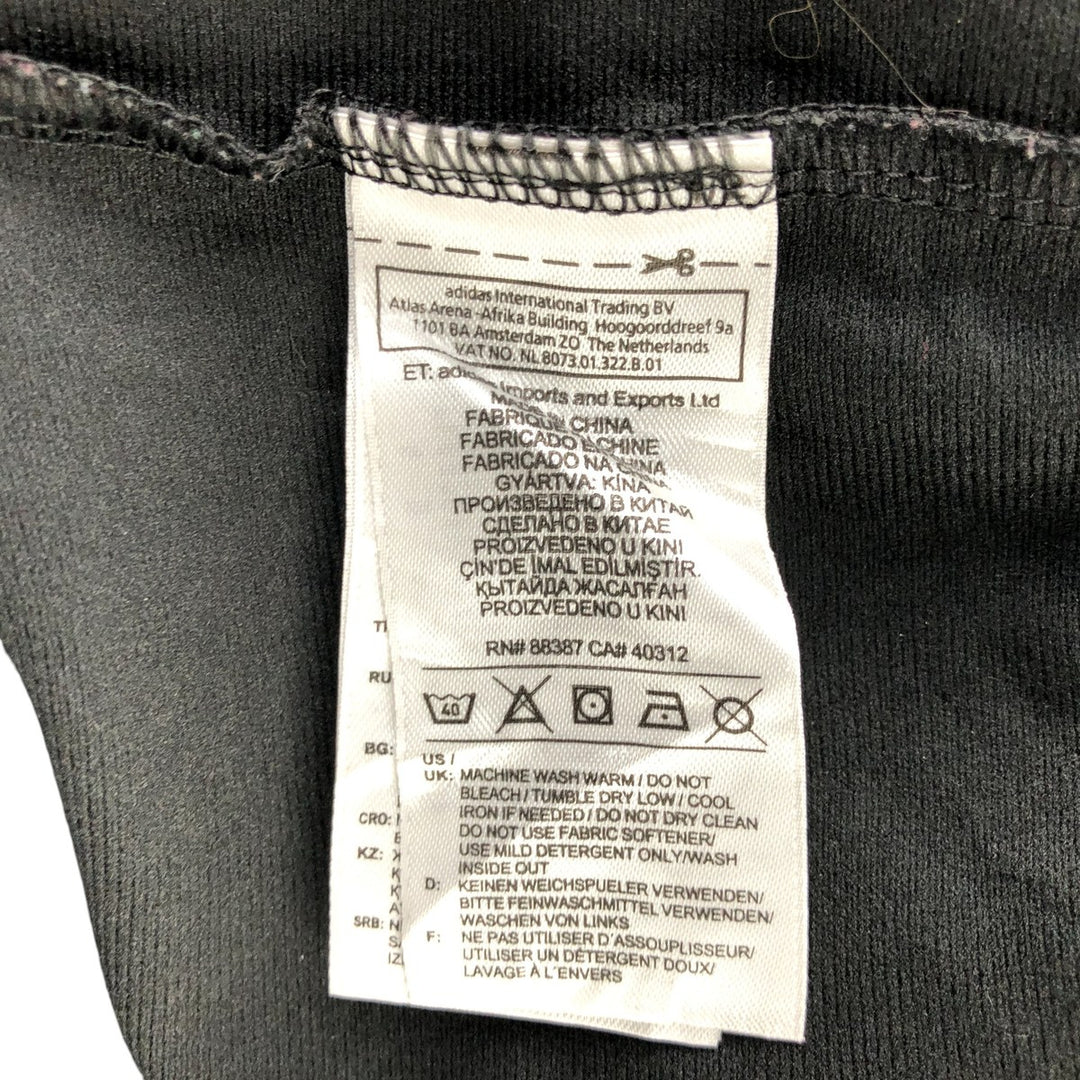 adidas International Trading BV
Atlas Arena -Afrika Building Hoogoorddreef 9a
1101 BA Amsterdam ZO The Netherlands
VAT NO. NL 8073.01.322.B.01
ET: Imports and Exports Ltd
FABRIQUE CHINA
FABRICADO CHINE
FABRICADO NA
GYÁRTVA: KÍNA
ПРОИЗВЕДЕНО В КИТАЙ
СДЕЛАНО В КИТАЕ
PROIZVEDENO U KINI
ÇİN'DE İMAL EDİLMİŞTİR.
ҚЫТАЙДА ЖАСАЛҒАН
PROIZVEDENO U KINI
RN# 88387 CA# 40312
40
US /
UK: MACHINE WASH WARM / DO NOT
BLEACH / TUMBLE DRY LOW / COOL
IRON IF NEEDED / DO NOT DRY CLEAN
DO NOT USE FABRIC SOFTENER/
USE MILD DETERGENT ONLY/WASH
INSIDE OUT
D: KEINEN WEICHSPUELER VERWENDEN/
BITTE FEINWASCHMITTEL VERWENDEN/
WASCHEN VON LINKS
F: NE PAS UTILISER D'ASSOUPLISSEUR/
UTILISER UN DÉTERGENT DOUX/
LAVAGE À L'ENVERS
RU
BG:
CRO:
KZ:
SRB: